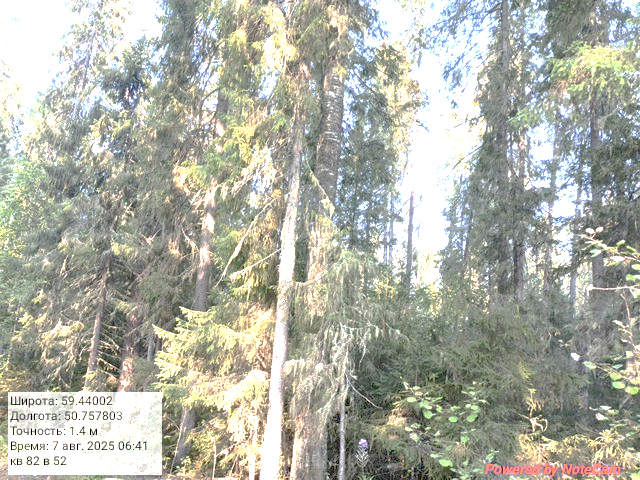 Широта: 59.44002
Долгота: 50.757803
Точность: 1.4 м
Время: 7 авг. 2025 06:41
кв 82 в 52
Powered by NoteCam